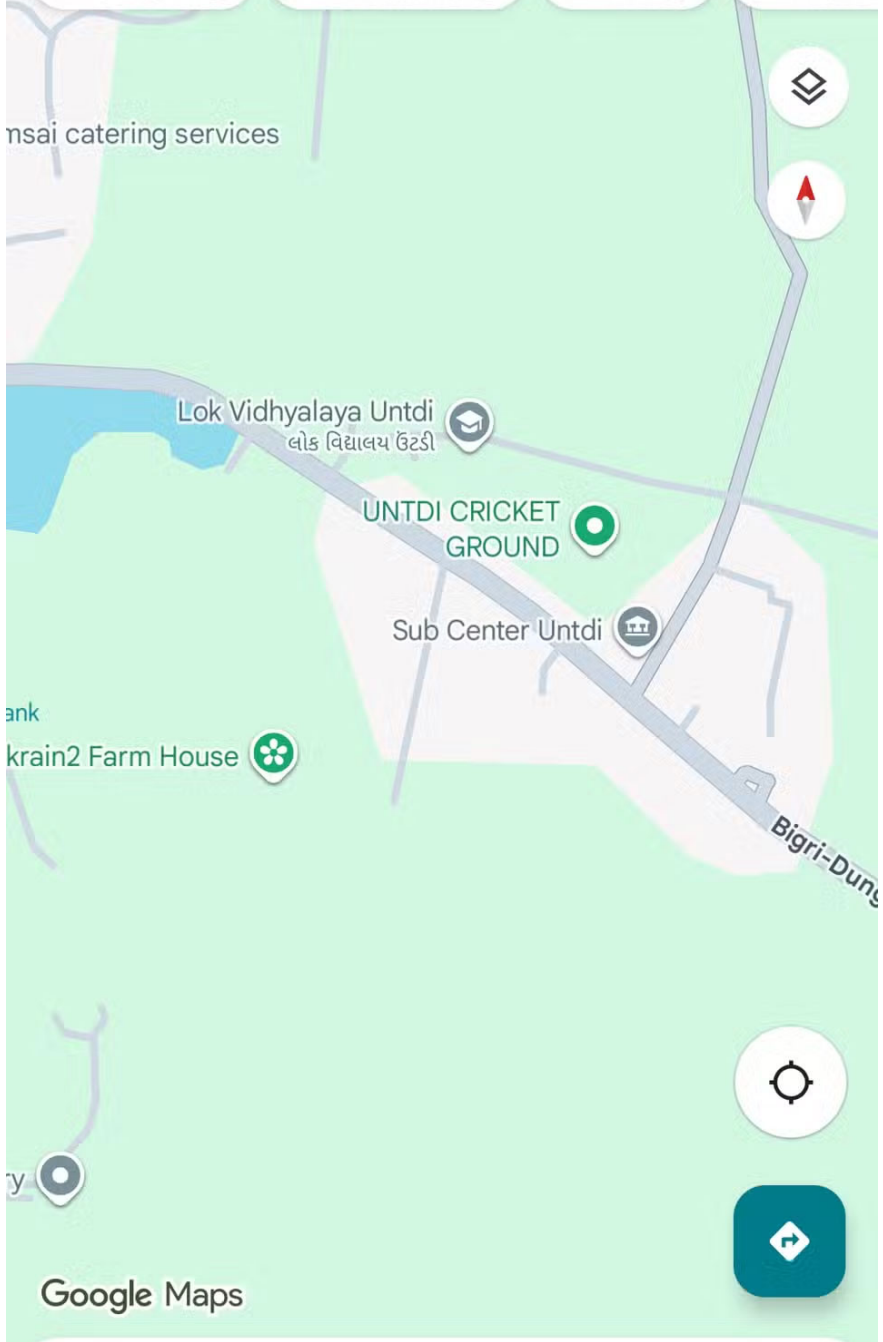 msai catering services
Lok Vidhyalaya Untdi
લોક વિદ્યાલય ઉંટડી
UNTDI CRICKET
GROUND
Sub Center Untdi
ank
krain2 Farm House
Bigri-Dung
ry
Google Maps